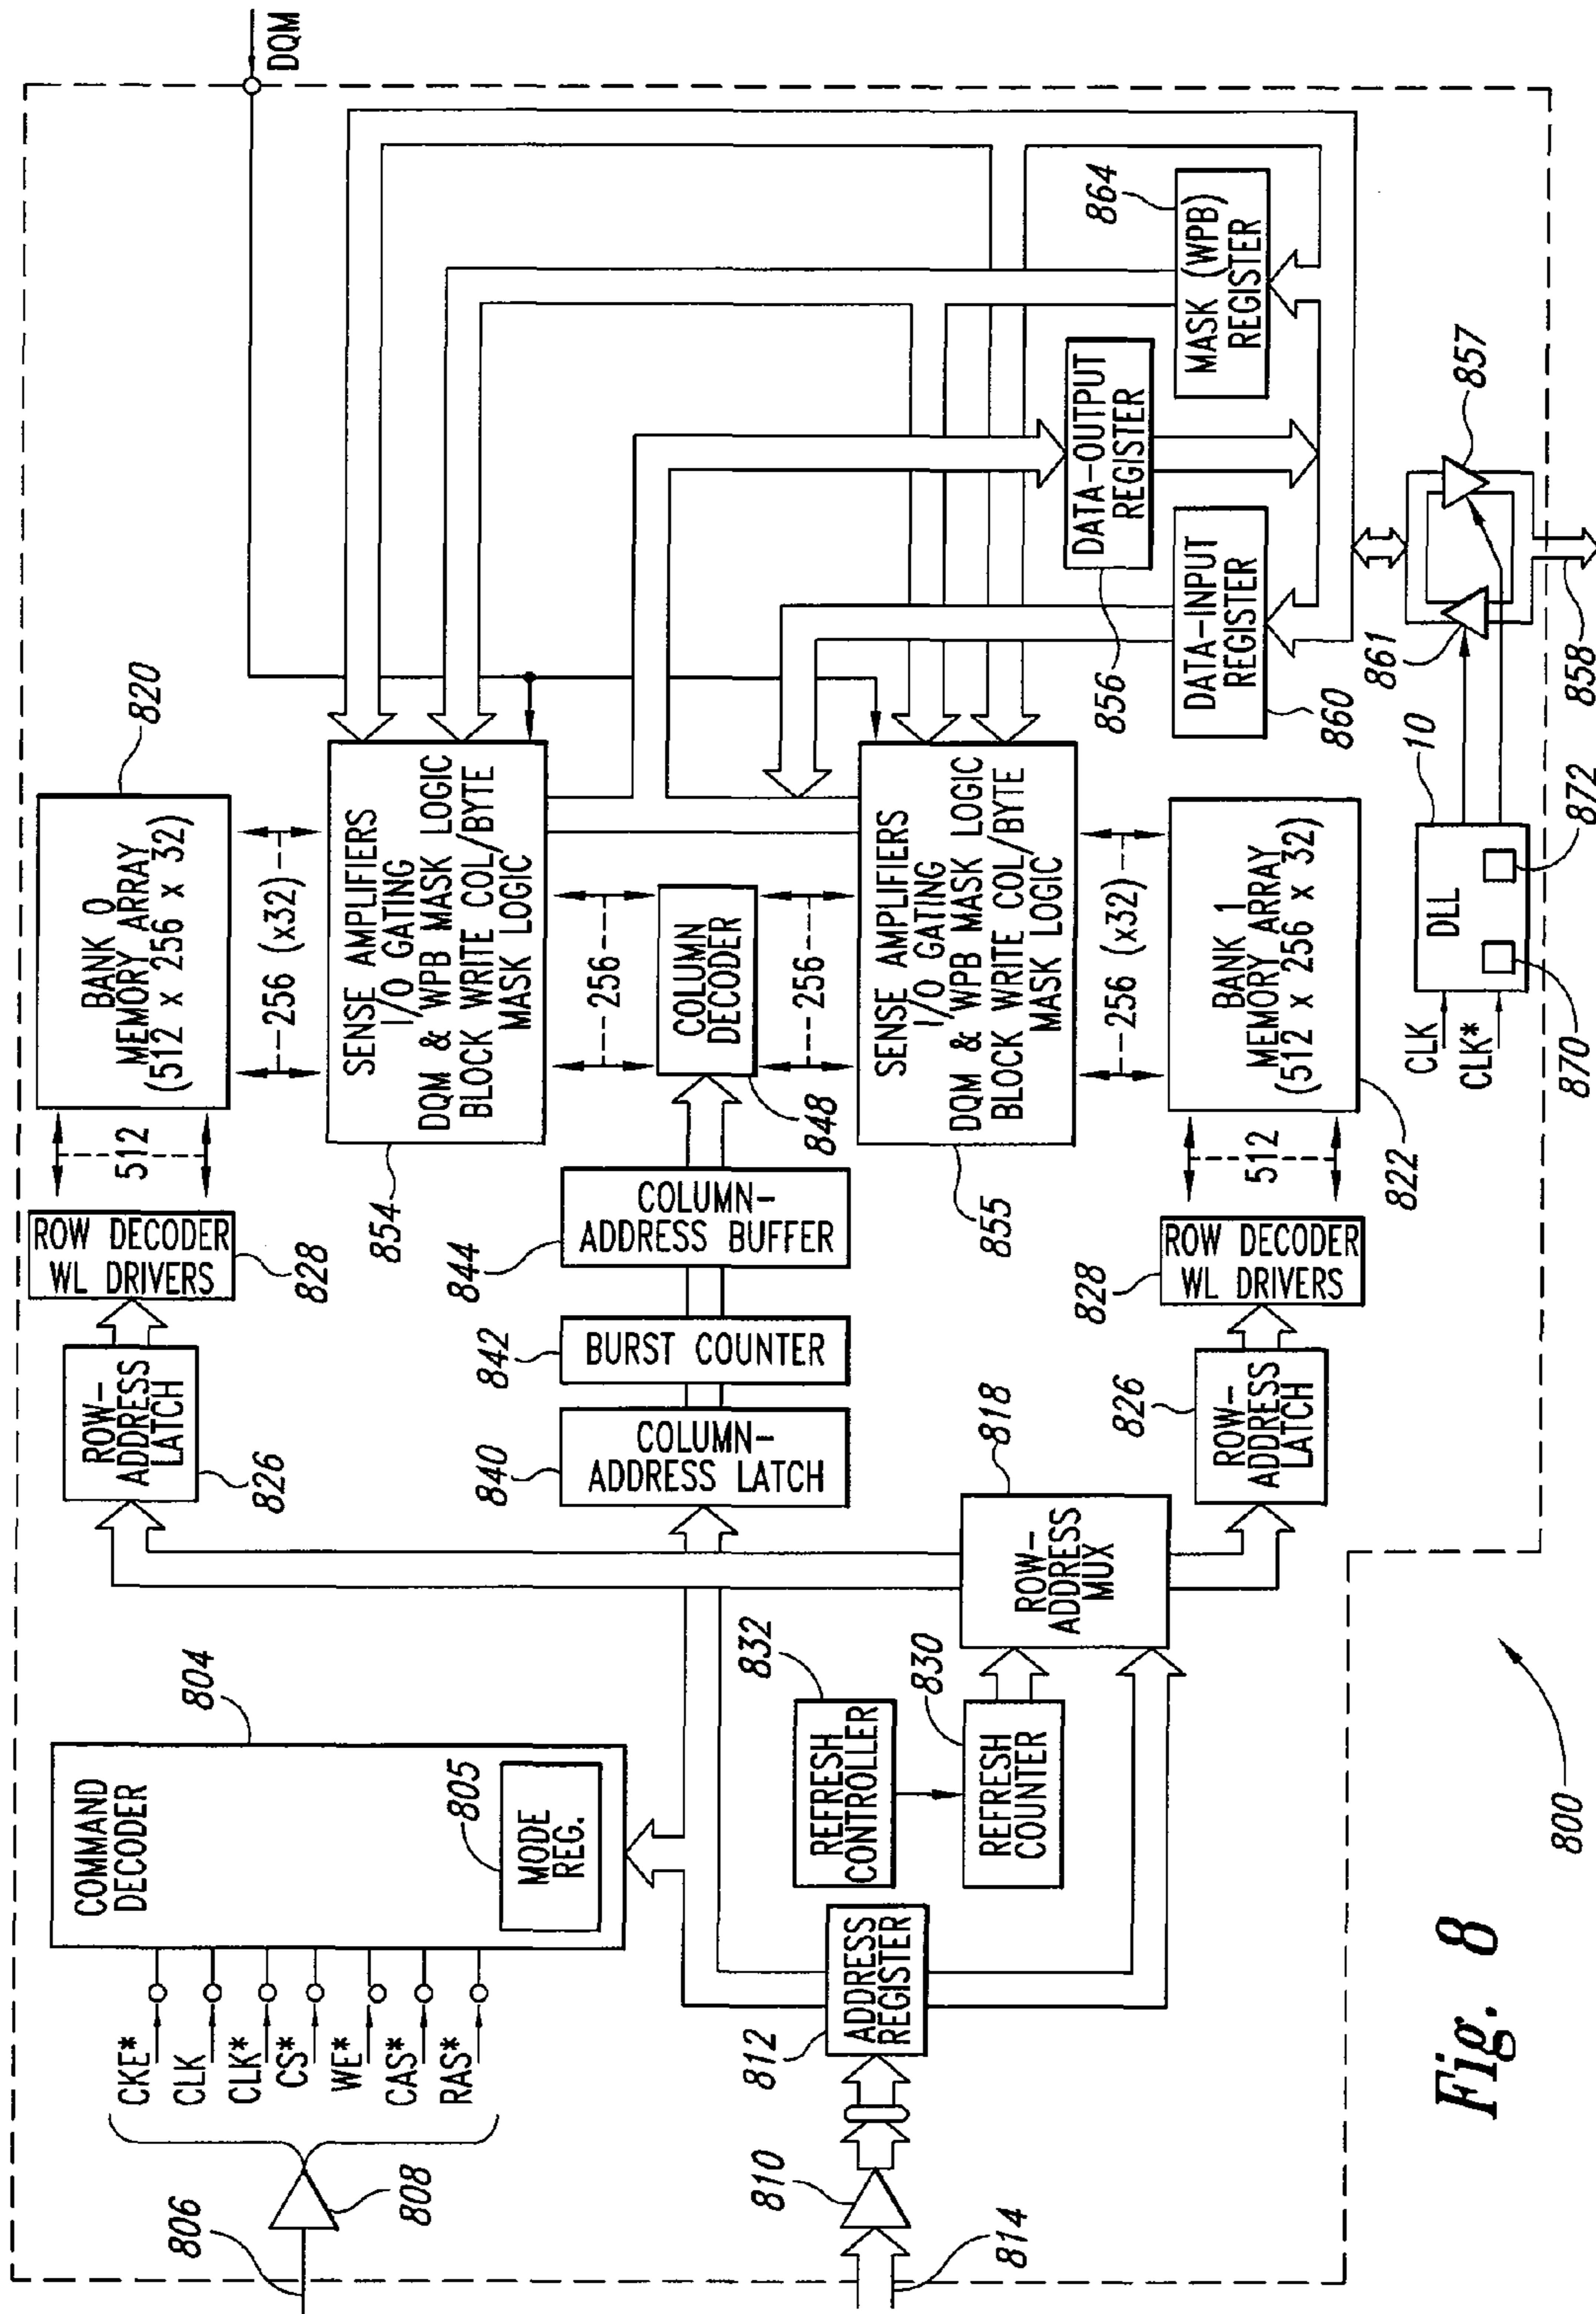 DQM
BANK 0
MEMORY ARRAY
(512 x 256 x 32)
820
512
256 (x32)
ROW DECODER
WL DRIVERS
828
ROW-
ADDRESS
LATCH
826
SENSE AMPLIFIERS
I/O GATING
DQM & WPB MASK LOGIC
BLOCK WRITE COL/BYTE
MASK LOGIC
854
256
COLUMN
DECODER
848
256
COLUMN-
ADDRESS BUFFER
844
BURST COUNTER
842
COLUMN-
ADDRESS LATCH
840
SENSE AMPLIFIERS
I/O GATING
DQM & WPB MASK LOGIC
BLOCK WRITE COL/BYTE
MASK LOGIC
855
256 (x32)
BANK 1
MEMORY ARRAY
(512 x 256 x 32)
822
512
ROW DECODER
WL DRIVERS
828
ROW-
ADDRESS
LATCH
826
ROW-
ADDRESS
MUX
818
COMMAND
DECODER
804
MODE
REG.
805
CKE*
CLK
CLK*
CS*
WE*
CAS*
RAS*
806
808
REFRESH
CONTROLLER
832
REFRESH
COUNTER
830
ADDRESS
REGISTER
812
810
814
MASK (WPB)
REGISTER
864
DATA-OUTPUT
REGISTER
856
DATA-INPUT
REGISTER
860
857
861
858
DLL
10
872
870
CLK
CLK*
800
Fig. 8